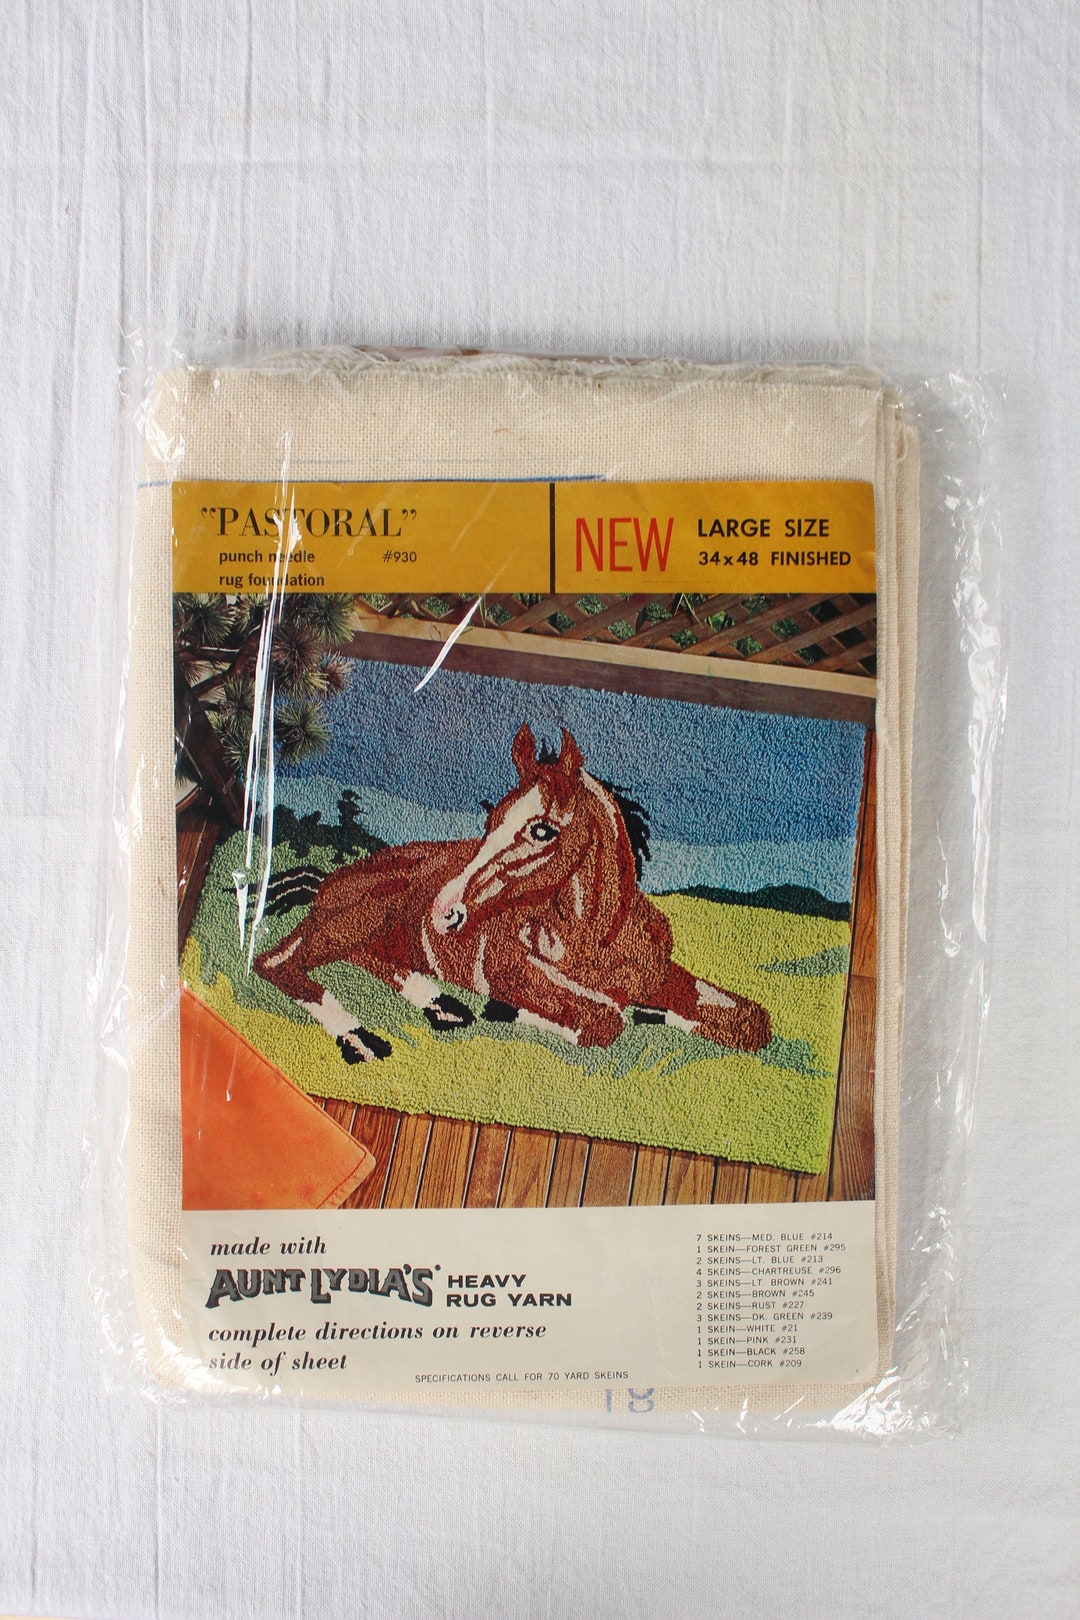 "PASTORAL"
punch needle #930
rug foundation
NEW
LARGE SIZE
34 x 48 FINISHED
made with
AUNT LYDIA'S HEAVY
RUG YARN
complete directions on reverse
side of sheet
SPECIFICATIONS CALL FOR 70 YARD SKEINS.
7 SKEINS—MED. BLUE #214
1 SKEIN—FOREST GREEN #295
2 SKEINS—LT. BLUE #213
4 SKEINS—CHARTREUSE #296
3 SKEINS—LT. BROWN #241
2 SKEINS—BROWN #245
2 SKEINS—RUST #227
3 SKEINS—DK. GREEN #239
1 SKEIN—WHITE #21
1 SKEIN—PINK #231
1 SKEIN—BLACK #258
1 SKEIN—CORK #209